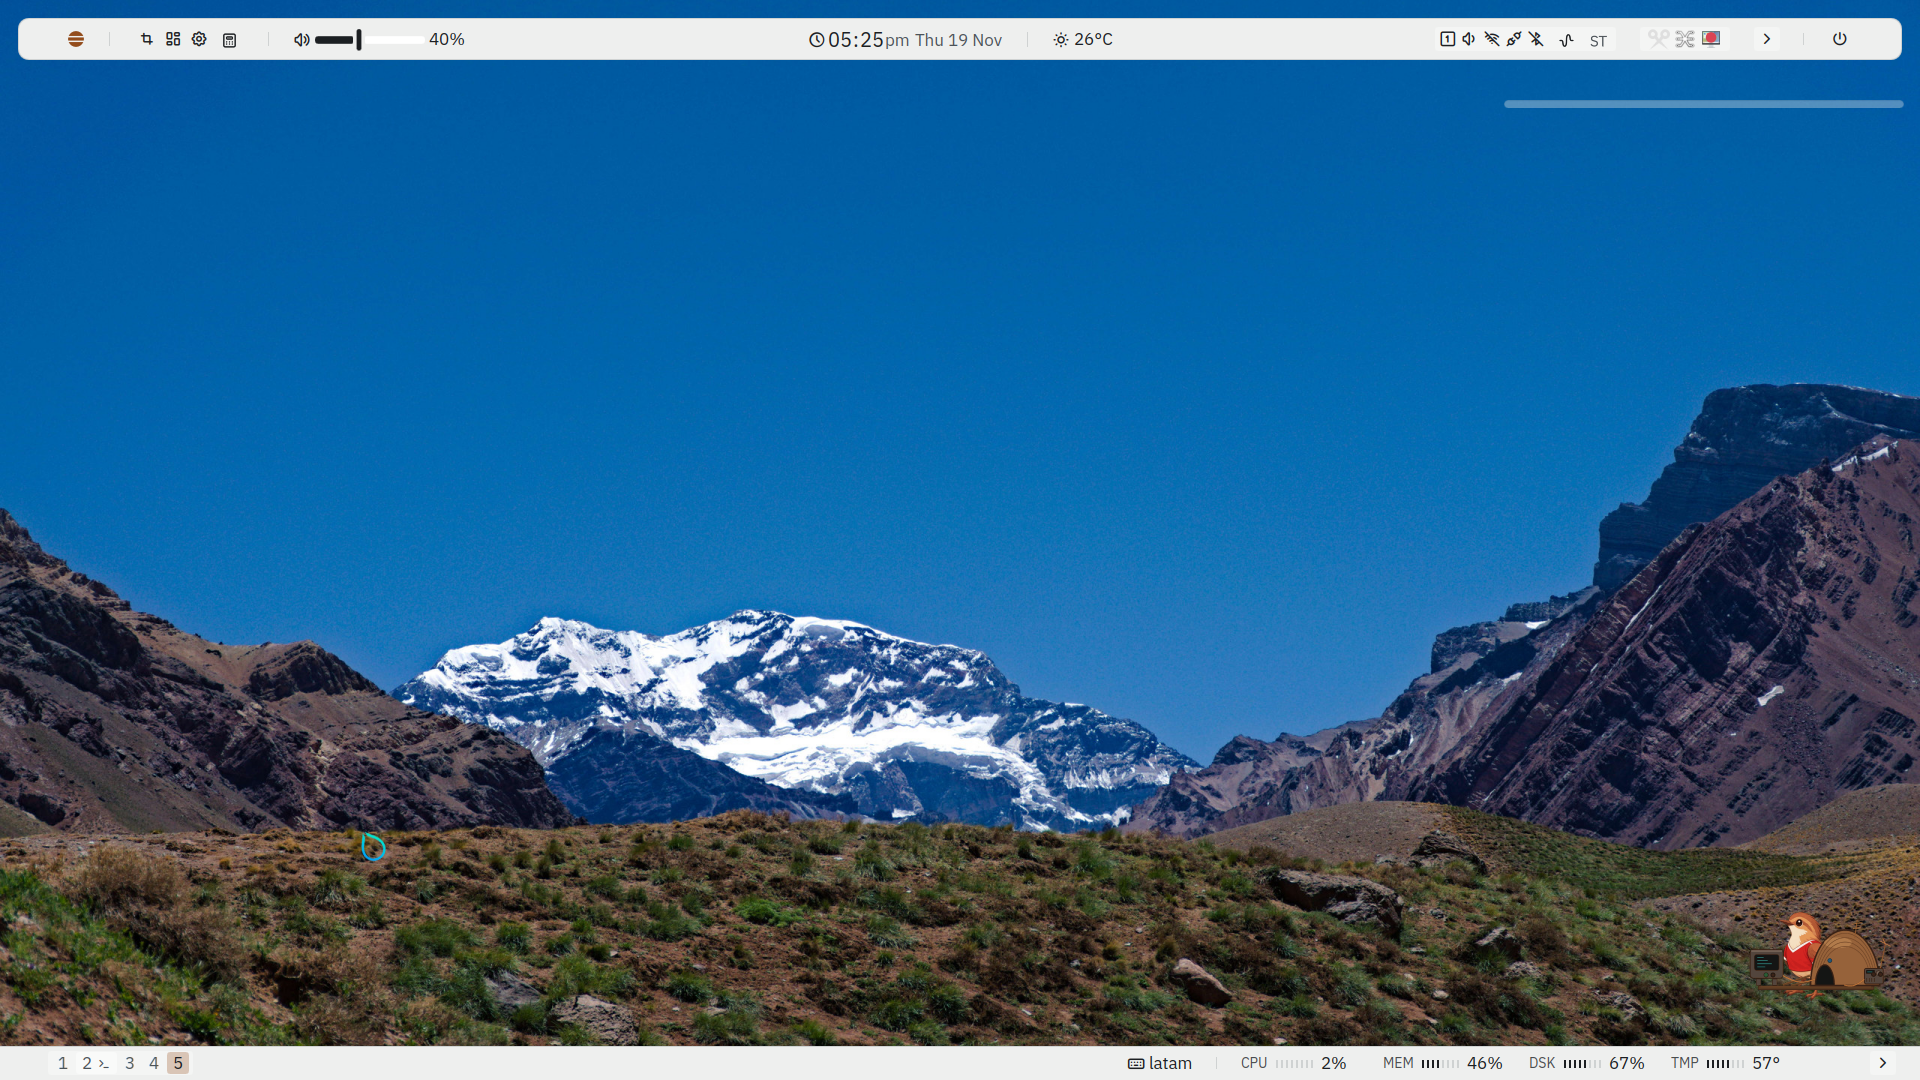 40%
05:25pm Thu 19 Nov
26°C
1
ST
1 2 3 4 5
latam
CPU 2%
MEM 46%
DSK 67%
TMP 57°